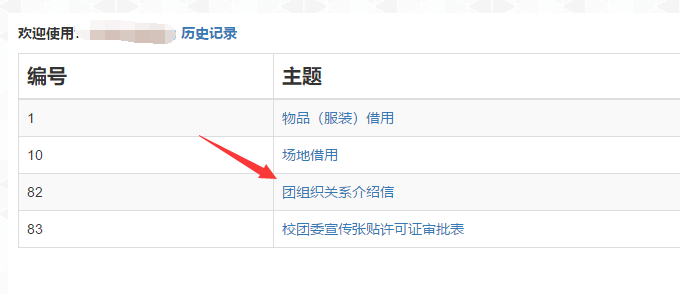 欢迎使用： 历史记录
编号 主题
1 物品（服装）借用
10 场地借用
82 团组织关系介绍信
83 校团委宣传张贴许可证审批表